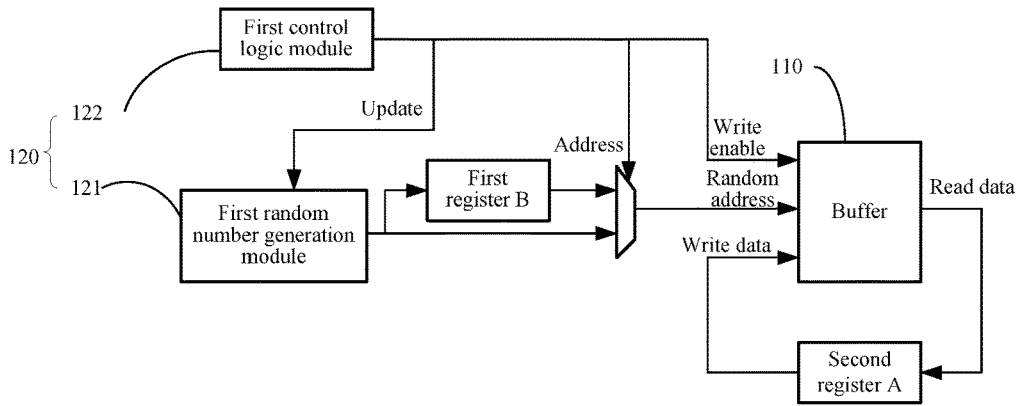 First control
logic module
122
120
121
Update
110
Write
enable
Address
First
register B
Random
address
Read data
First random
number generation
module
Buffer
Write data
Second
register A